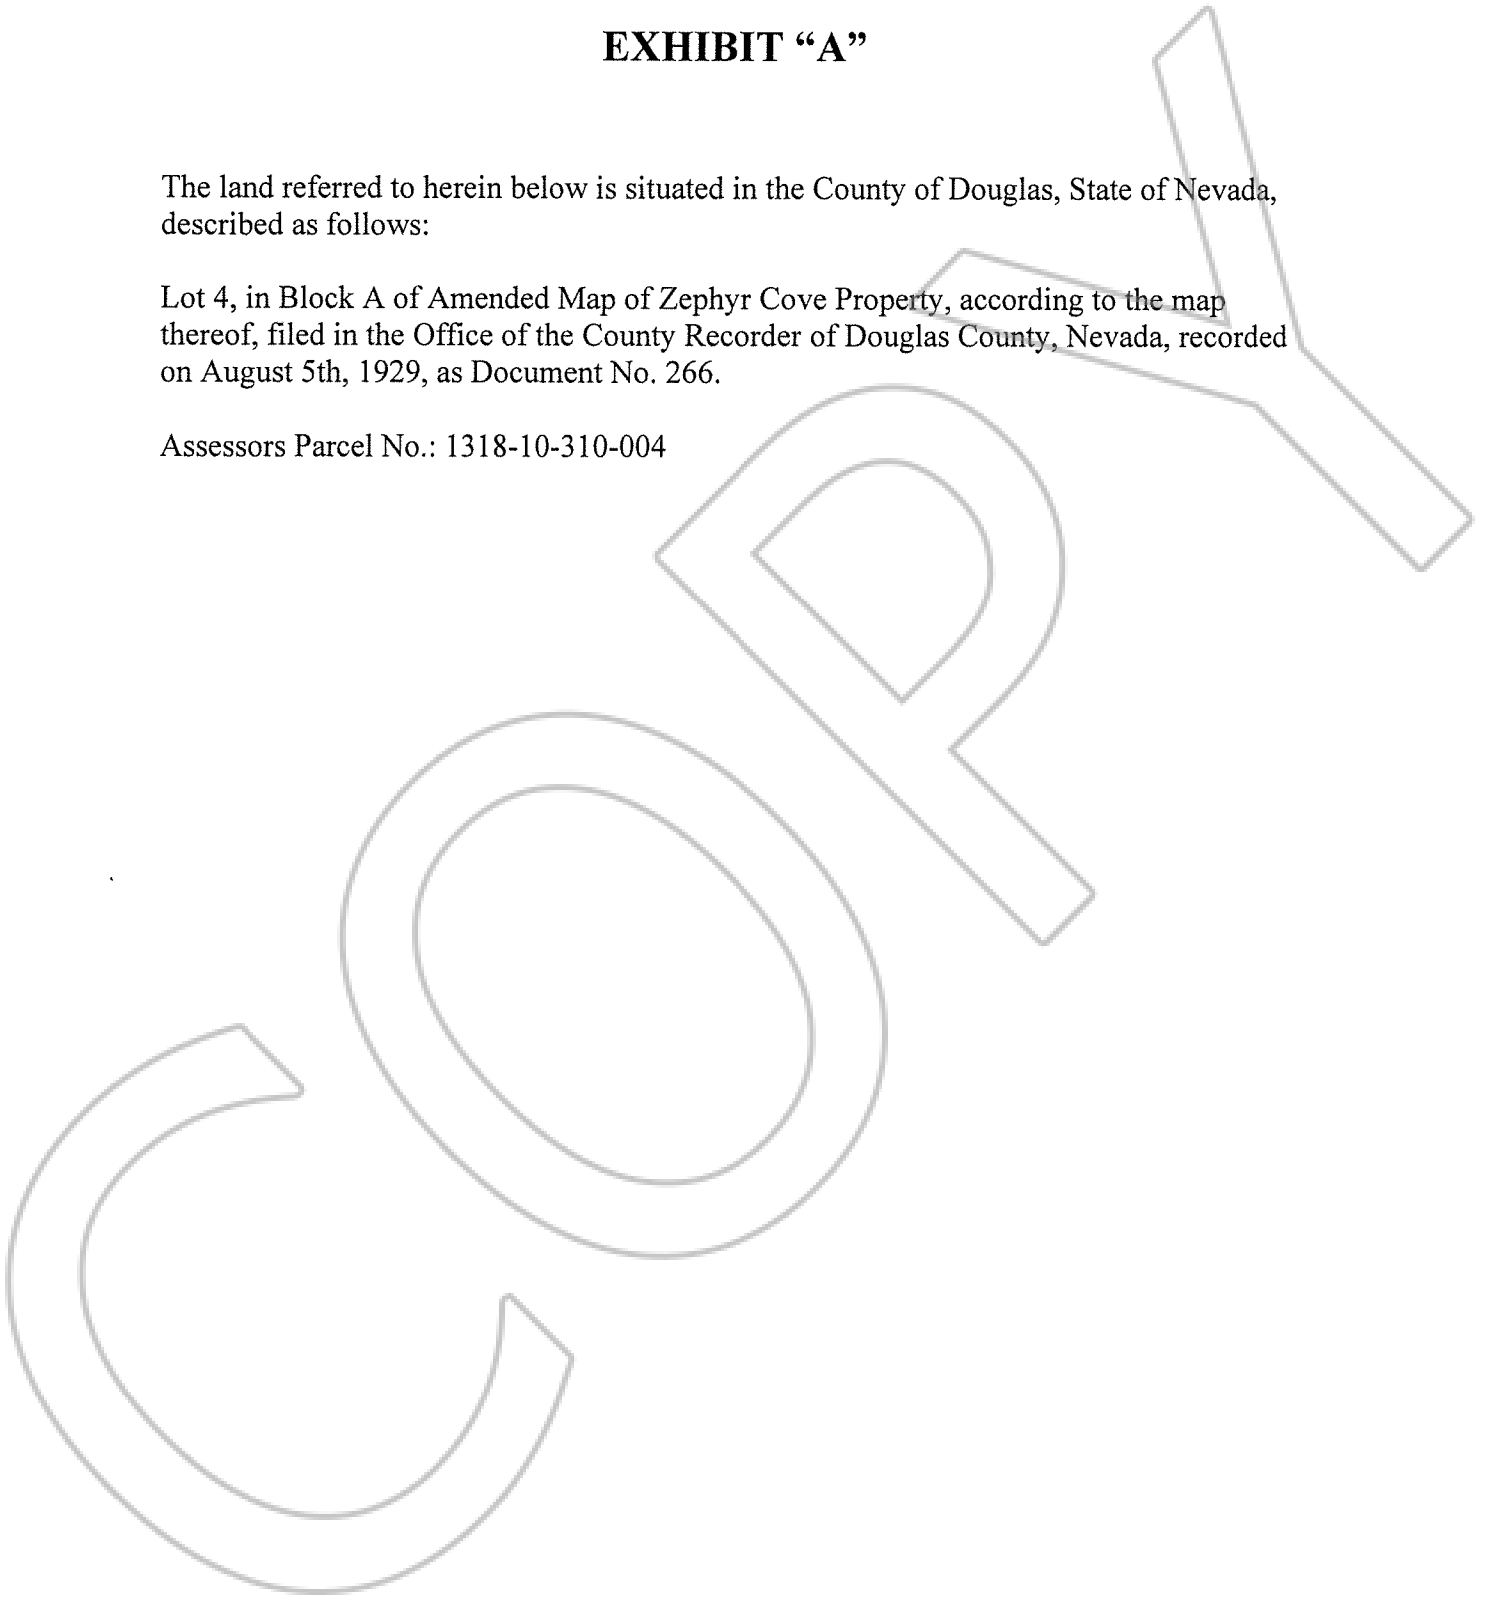 EXHIBIT “A”
The land referred to herein below is situated in the County of Douglas, State of Nevada,
described as follows:
Lot 4, in Block A of Amended Map of Zephyr Cove Property, according to the map
thereof, filed in the Office of the County Recorder of Douglas County, Nevada, recorded
on August 5th, 1929, as Document No. 266.
Assessors Parcel No.: 1318-10-310-004
COPY